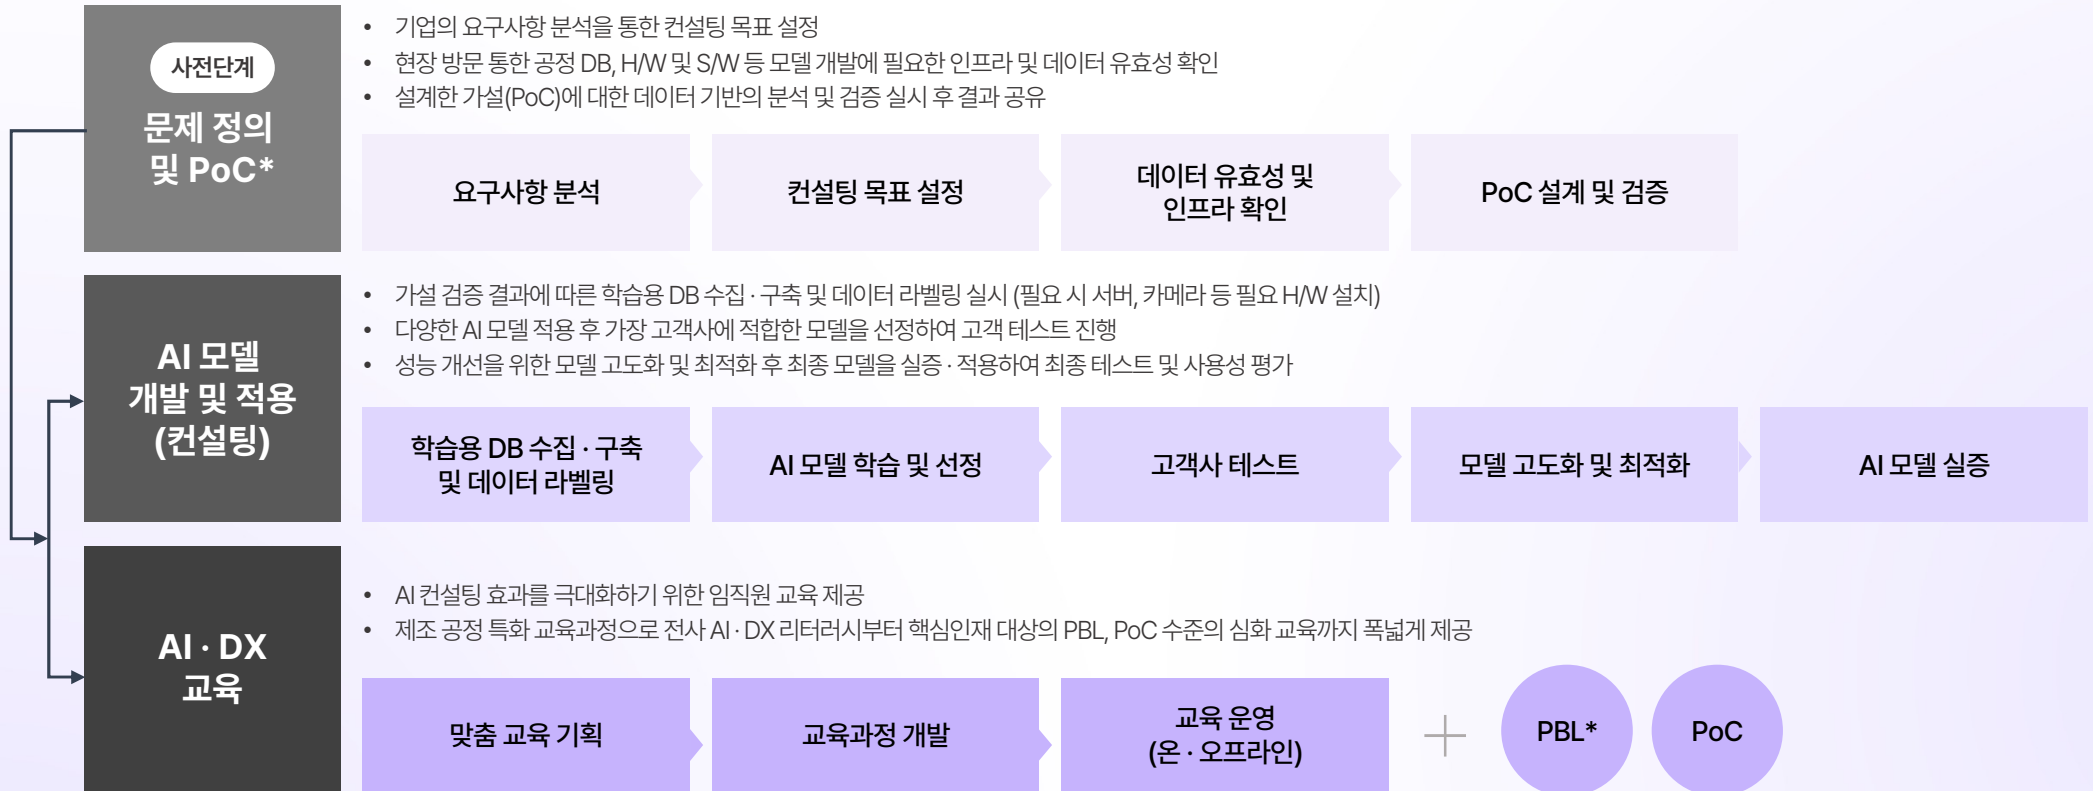 사전단계
문제 정의
및 PoC*
• 기업의 요구사항 분석을 통한 컨설팅 목표 설정
• 현장 방문 통한 공정 DB, H/W 및 S/W 등 모델 개발에 필요한 인프라 및 데이터 유효성 확인
• 설계한 가설(PoC)에 대한 데이터 기반의 분석 및 검증 실시 후 결과 공유
요구사항 분석
컨설팅 목표 설정
데이터 유효성 및
인프라 확인
PoC 설계 및 검증
AI 모델
개발 및 적용
(컨설팅)
• 가설 검증 결과에 따른 학습용 DB 수집 · 구축 및 데이터 라벨링 실시 (필요 시 서버, 카메라 등 필요 H/W 설치)
• 다양한 AI 모델 적용 후 가장 고객사에 적합한 모델을 선정하여 고객 테스트 진행
• 성능 개선을 위한 모델 고도화 및 최적화 후 최종 모델을 실증 · 적용하여 최종 테스트 및 사용성 평가
학습용 DB 수집 · 구축
및 데이터 라벨링
AI 모델 학습 및 선정
고객사 테스트
모델 고도화 및 최적화
AI 모델 실증
AI · DX
교육
• AI 컨설팅 효과를 극대화하기 위한 임직원 교육 제공
• 제조 공정 특화 교육과정으로 전사 AI · DX 리터러시부터 핵심인재 대상의 PBL, PoC 수준의 심화 교육까지 폭넓게 제공
맞춤 교육 기획
교육과정 개발
교육 운영
(온 · 오프라인)
PBL*
PoC